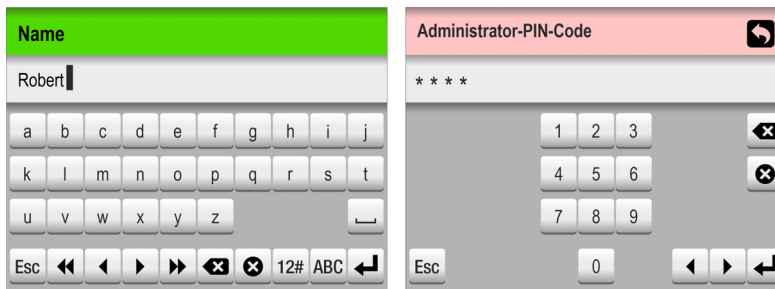 Name
Robert
a b c d e f g h i j
k l m n o p q r s t
u v w x y z
Esc 12# ABC
Administrator-PIN-Code
* * * *
1 2 3
4 5 6
7 8 9
Esc 0